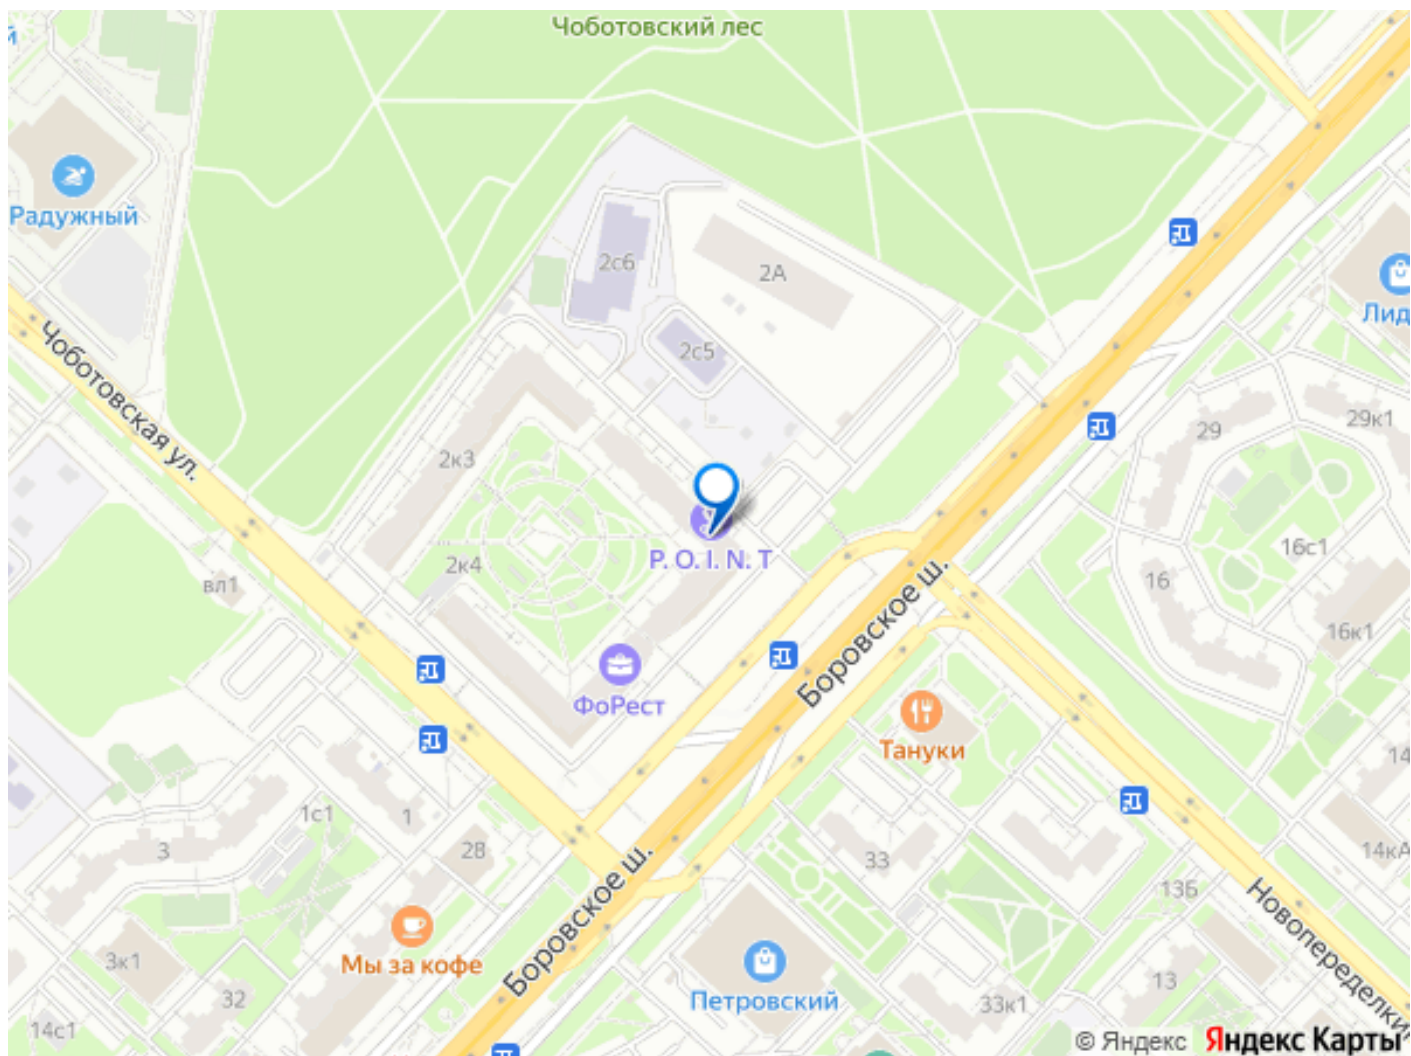 Чоботовский лес
й
Радужный
2с6
2А
Лид
2с5
Чоботовская ул.
29к1
29
2к3
P. O. I. N. T
16с1
2к4
вл1
16
Боровское ш.
16к1
ФоРест
Тануки
14
1с1
1
3
2В
33
14кА
13Б
Боровское ш.
Новопеределки
Мы за кофе
3к1
Петровский
13
32
33к1
14с1
© Яндекс Яндекс Карты